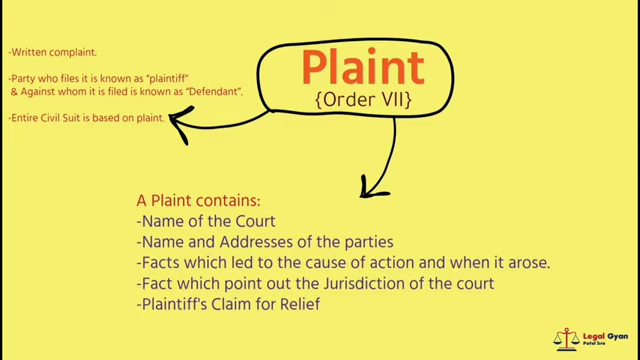 Plaint
{Order VII}
-Written complaint.
-Party who files it is known as "plaintiff"
& Against whom it is filed is known as "Defendant".
-Entire Civil Suit is based on plaint.
A Plaint contains:
-Name of the Court
-Name and Addresses of the parties
-Facts which led to the cause of action and when it arose.
-Fact which point out the Jurisdiction of the court
-Plaintiff's Claim for Relief
Legal Gyan
Patel Bro